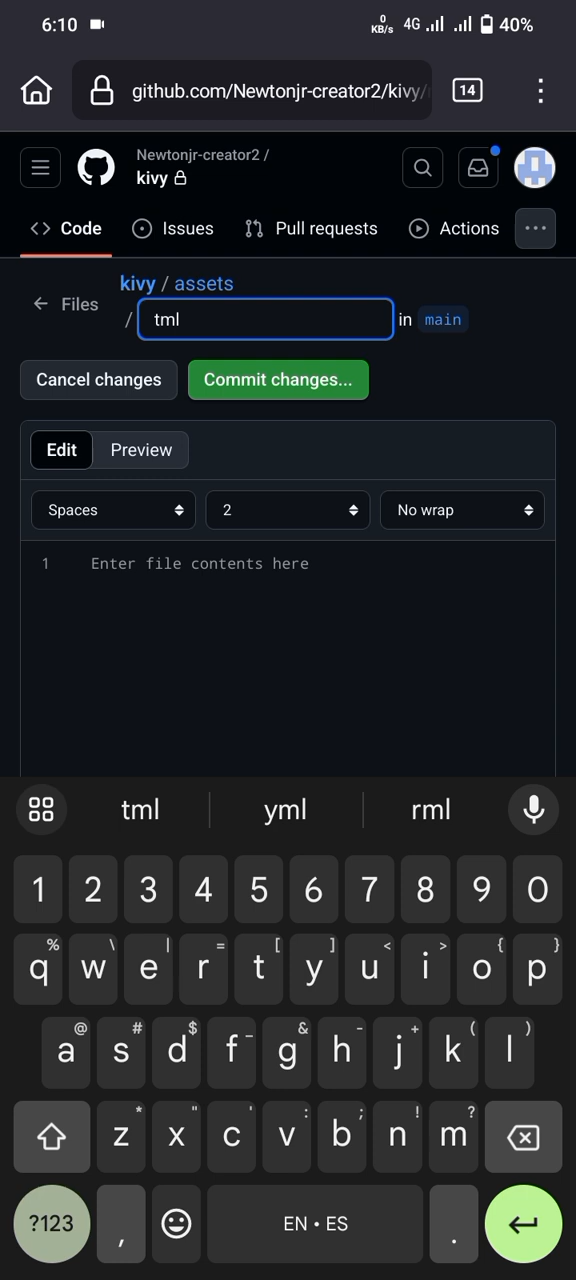 6:10 0 KB/s 4G 40%
github.com/Newtonjr-creator2/kivy/ 14
Newtonjr-creator2 /
kivy
Code Issues Pull requests Actions
kivy / assets
Files
/ tml in main
Cancel changes Commit changes...
Edit Preview
Spaces 2 No wrap
1 Enter file contents here
tml yml rml
1 2 3 4 5 6 7 8 9 0
% \ | = [ ] < > { }
q w e r t y u i o p
@ # $ _ & - + ( )
a s d f g h j k l
* " ' : ; ! ?
z x c v b n m
?123 , EN • ES .